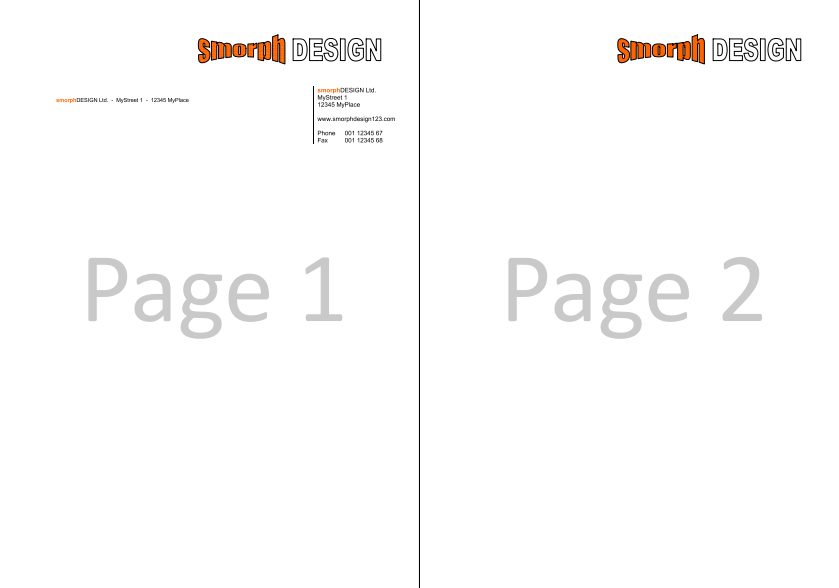 smorph DESIGN
smorphDESIGN Ltd. - MyStreet 1 - 12345 MyPlace
smorphDESIGN Ltd.
MyStreet 1
12345 MyPlace
www.smorphdesign123.com
Phone 001 12345 67
Fax 001 12345 68
Page 1
smorph DESIGN
Page 2